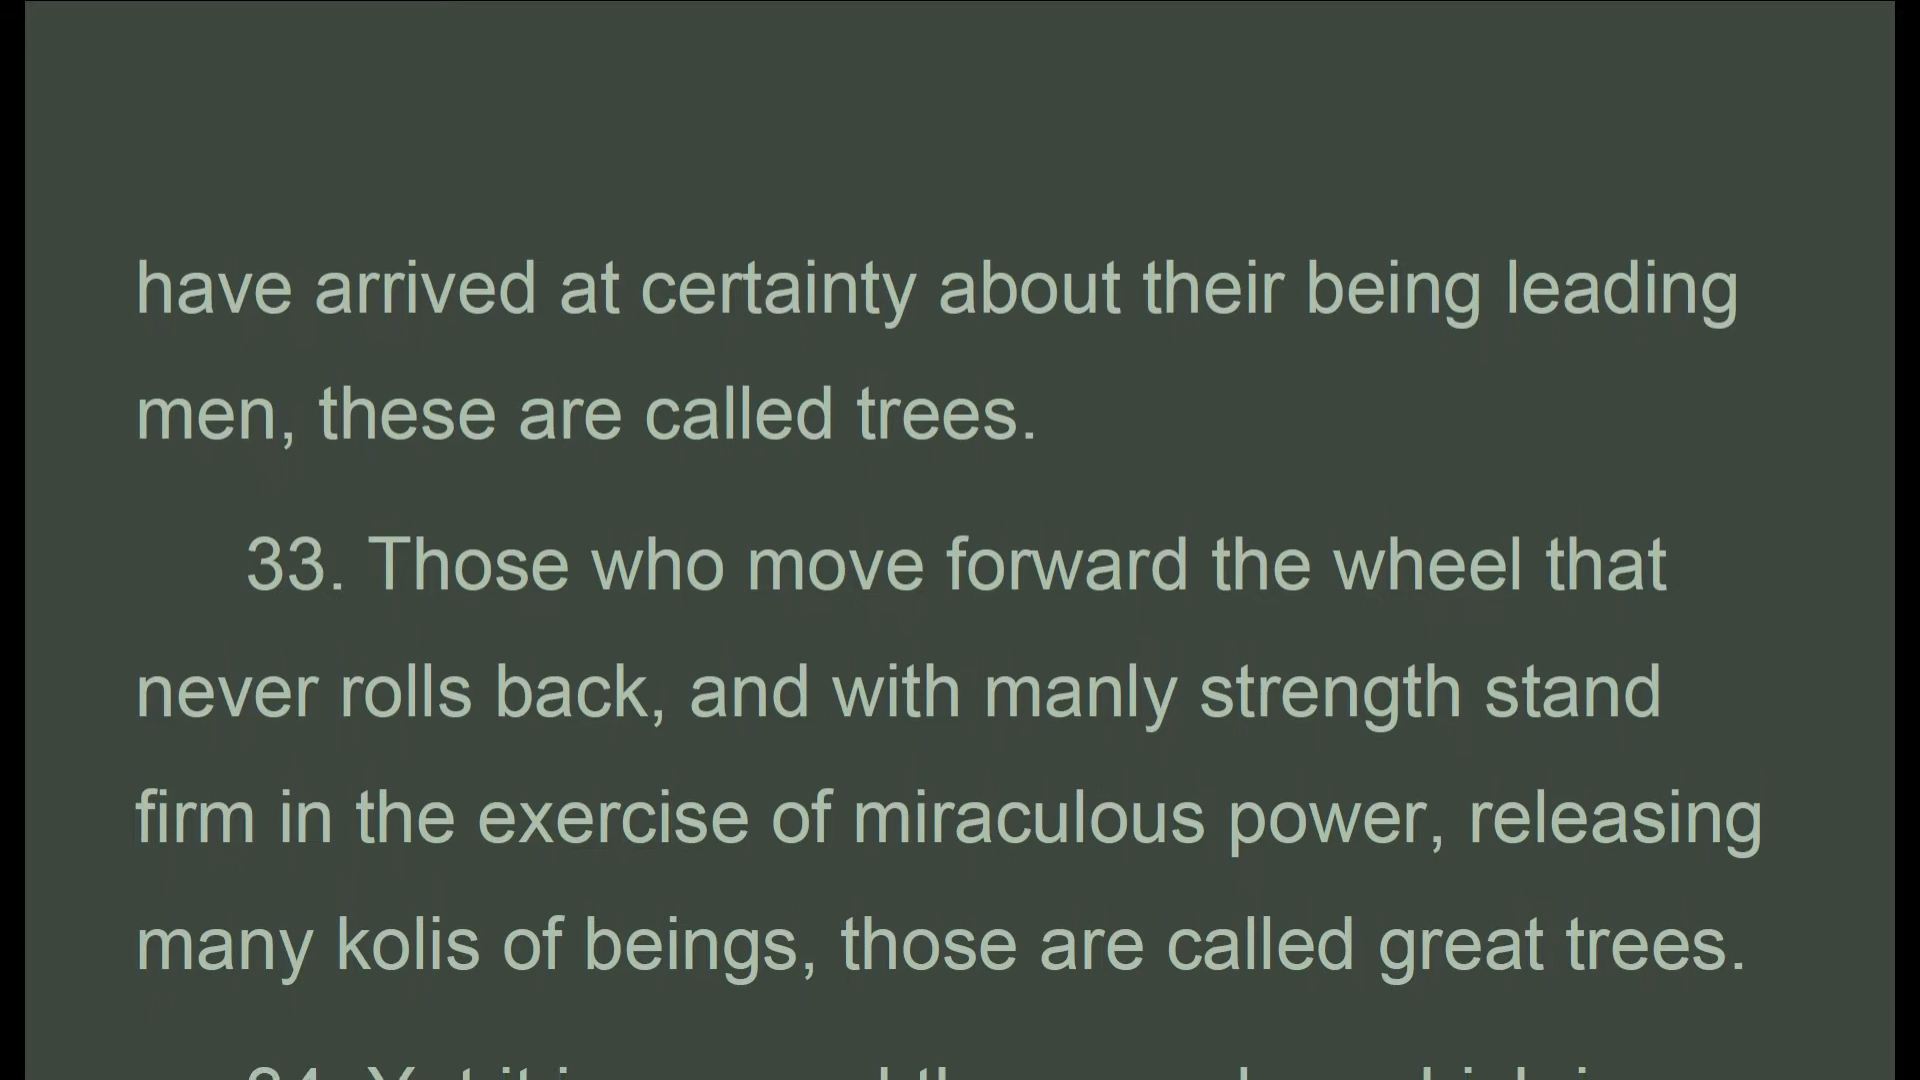 have arrived at certainty about their being leading
men, these are called trees.
33. Those who move forward the wheel that
never rolls back, and with manly strength stand
firm in the exercise of miraculous power, releasing
many kolis of beings, those are called great trees.